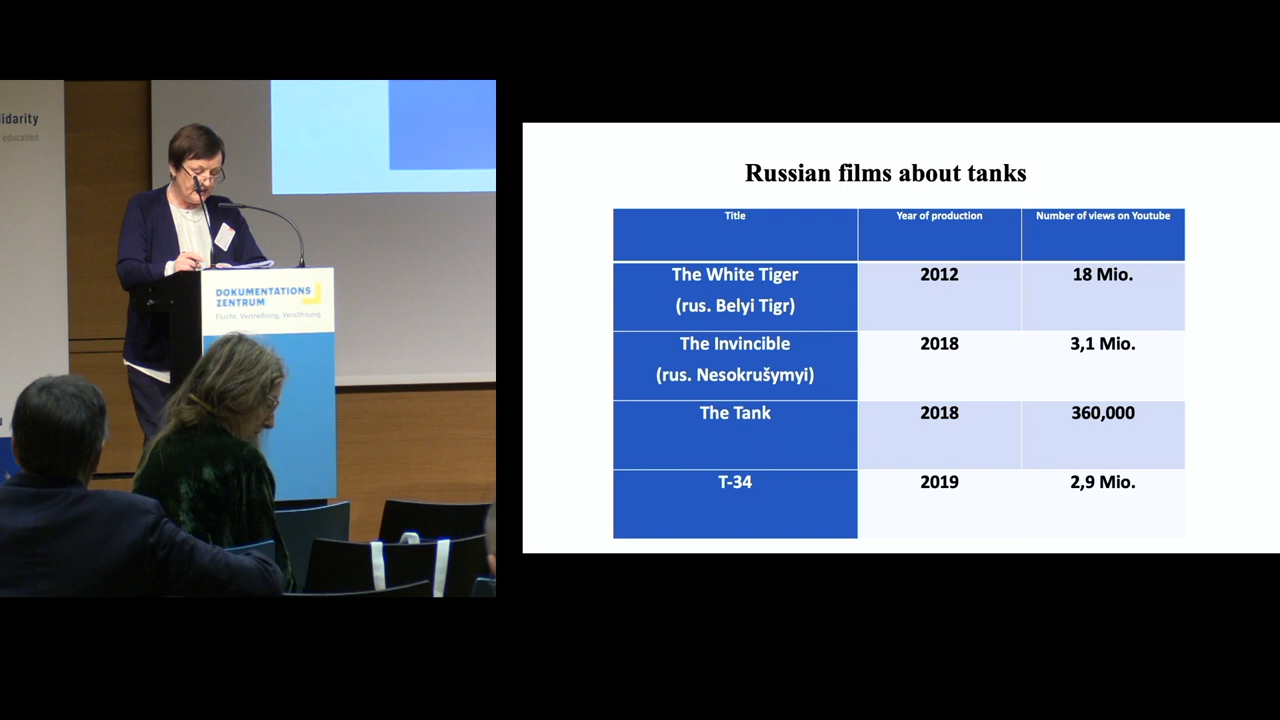 lidarity
education
DOKUMENTATIONS
ZENTRUM
Flucht, Vertreibung, Versöhnung
Russian films about tanks
Title Year of production Number of views on Youtube
The White Tiger 2012 18 Mio.
(rus. Belyi Tigr)
The Invincible 2018 3,1 Mio.
(rus. Nesokrušymyi)
The Tank 2018 360,000
T-34 2019 2,9 Mio.